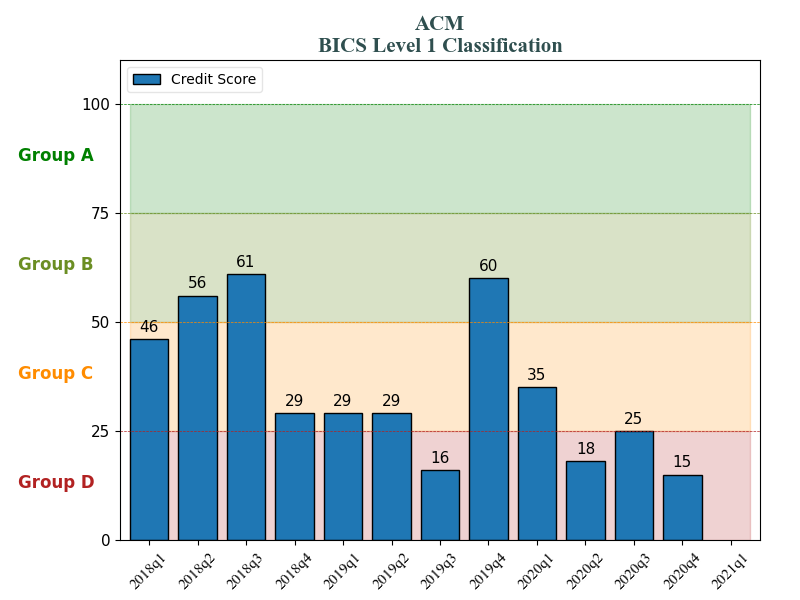 ACM
BICS Level 1 Classification
Credit Score
100
Group A
75
Group B
50
Group C
25
Group D
0
46
56
61
29
29
29
16
60
35
18
25
15
2018q1
2018q2
2018q3
2018q4
2019q1
2019q2
2019q3
2019q4
2020q1
2020q2
2020q3
2020q4
2021q1